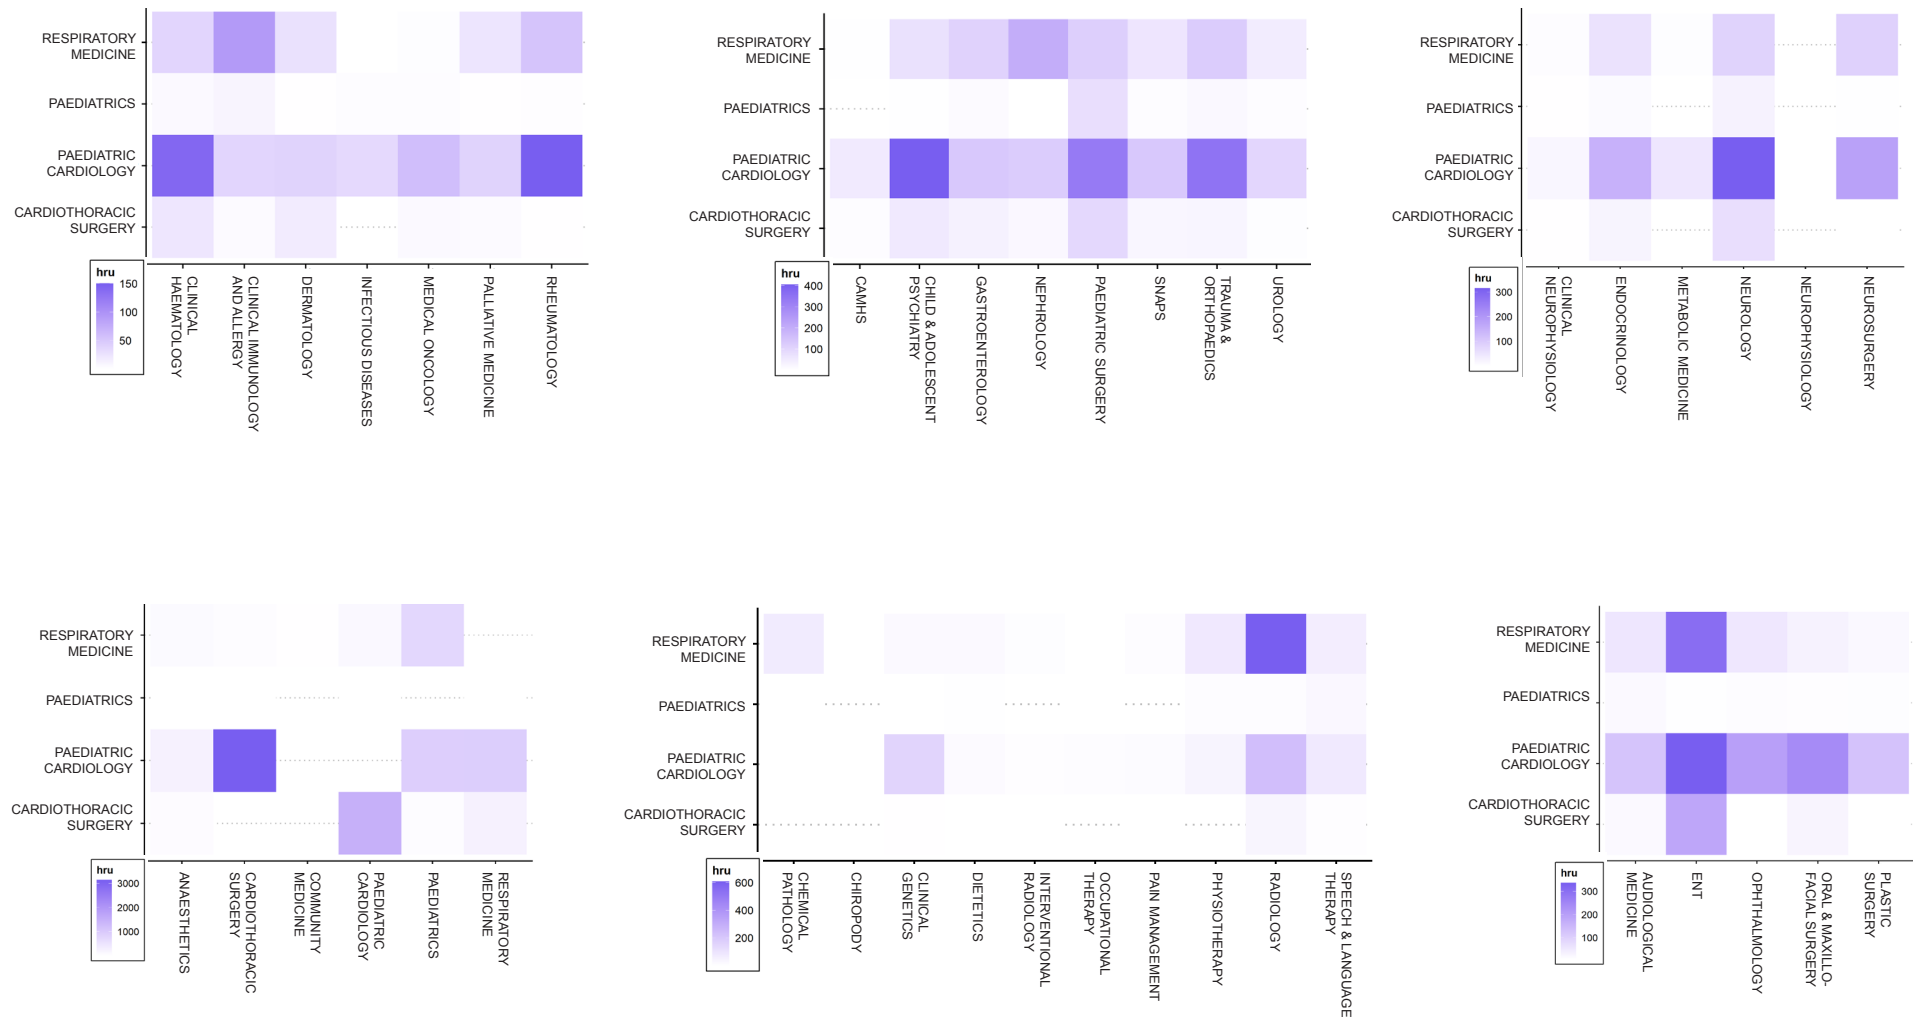 RESPIRATORY
MEDICINE
PAEDIATRICS
PAEDIATRIC
CARDIOLOGY
CARDIOTHORACIC
SURGERY
hru
150
100
50
CLINICAL
HAEMATOLOGY
CLINICAL IMMUNOLOGY
AND ALLERGY
DERMATOLOGY
INFECTIOUS DISEASES
MEDICAL ONCOLOGY
PALLIATIVE MEDICINE
RHEUMATOLOGY
RESPIRATORY
MEDICINE
PAEDIATRICS
PAEDIATRIC
CARDIOLOGY
CARDIOTHORACIC
SURGERY
hru
400
300
200
100
CAMHS
CHILD & ADOLESCENT
PSYCHIATRY
GASTROENTEROLOGY
NEPHROLOGY
PAEDIATRIC SURGERY
SNAPS
TRAUMA &
ORTHOPAEDICS
UROLOGY
RESPIRATORY
MEDICINE
PAEDIATRICS
PAEDIATRIC
CARDIOLOGY
CARDIOTHORACIC
SURGERY
hru
300
200
100
CLINICAL
NEUROPHYSIOLOGY
ENDOCRINOLOGY
METABOLIC MEDICINE
NEUROLOGY
NEUROPHYSIOLOGY
NEUROSURGERY
RESPIRATORY
MEDICINE
PAEDIATRICS
PAEDIATRIC
CARDIOLOGY
CARDIOTHORACIC
SURGERY
hru
3000
2000
1000
ANAESTHETICS
CARDIOTHORACIC
SURGERY
COMMUNITY
MEDICINE
PAEDIATRIC
CARDIOLOGY
PAEDIATRICS
RESPIRATORY
MEDICINE
RESPIRATORY
MEDICINE
PAEDIATRICS
PAEDIATRIC
CARDIOLOGY
CARDIOTHORACIC
SURGERY
hru
600
400
200
CHEMICAL
PATHOLOGY
CHIROPODY
CLINICAL
GENETICS
DIETETICS
INTERVENTIONAL
RADIOLOGY
OCCUPATIONAL
THERAPY
PAIN MANAGEMENT
PHYSIOTHERAPY
RADIOLOGY
SPEECH & LANGUAGE
THERAPY
RESPIRATORY
MEDICINE
PAEDIATRICS
PAEDIATRIC
CARDIOLOGY
CARDIOTHORACIC
SURGERY
hru
300
200
100
AUDIOLOGICAL
MEDICINE
ENT
OPHTHALMOLOGY
ORAL & MAXILLO-
FACIAL SURGERY
PLASTIC
SURGERY